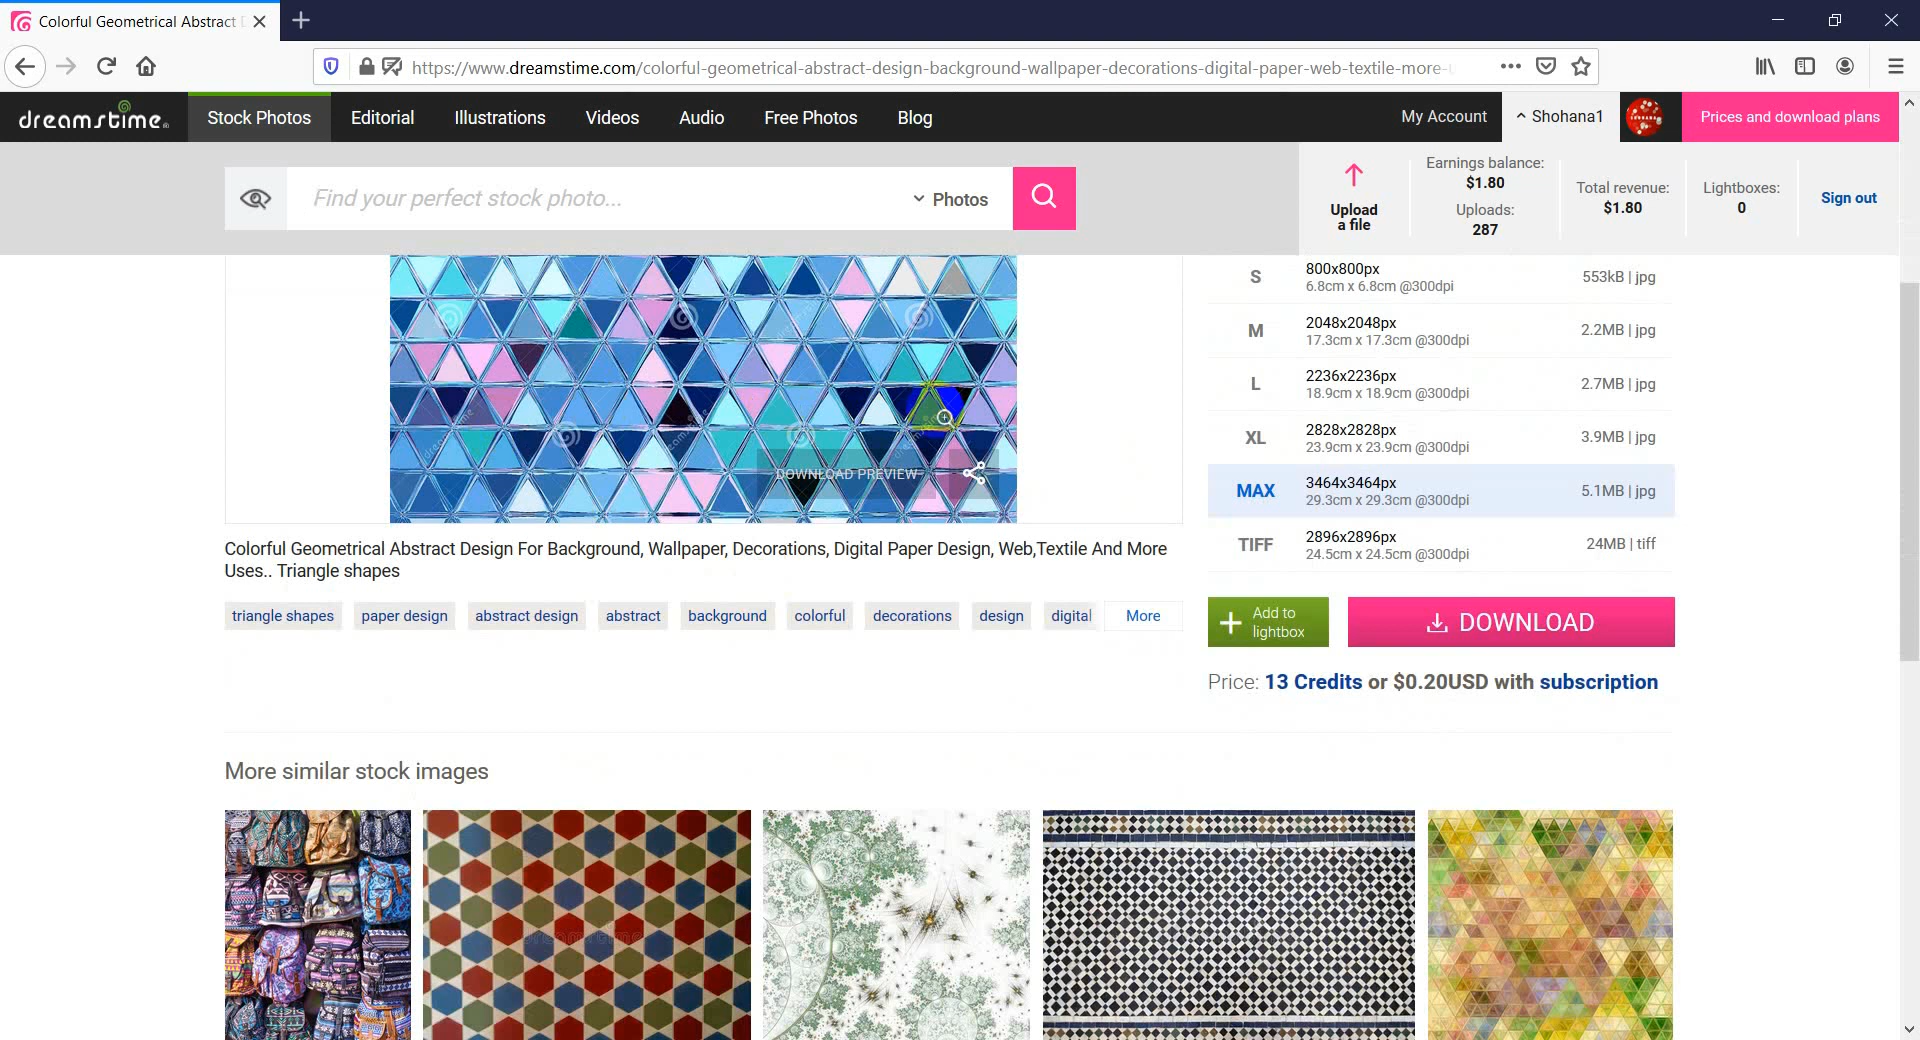 Colorful Geometrical Abstract
https://www.dreamstime.com/colorful-geometrical-abstract-design-background-wallpaper-decorations-digital-paper-web-textile-more-
dreamstime
Stock Photos
Editorial
Illustrations
Videos
Audio
Free Photos
Blog
My Account
Shohana1
Prices and download plans
Find your perfect stock photo...
Photos
Upload
a file
Earnings balance:
$1.80
Uploads:
287
Total revenue:
$1.80
Lightboxes:
0
Sign out
DOWNLOAD PREVIEW
S 800x800px 553kB | jpg
6.8cm x 6.8cm @300dpi
M 2048x2048px 2.2MB | jpg
17.3cm x 17.3cm @300dpi
L 2236x2236px 2.7MB | jpg
18.9cm x 18.9cm @300dpi
XL 2828x2828px 3.9MB | jpg
23.9cm x 23.9cm @300dpi
MAX 3464x3464px 5.1MB | jpg
29.3cm x 29.3cm @300dpi
TIFF 2896x2896px 24MB | tiff
24.5cm x 24.5cm @300dpi
Colorful Geometrical Abstract Design For Background, Wallpaper, Decorations, Digital Paper Design, Web,Textile And More
Uses.. Triangle shapes
triangle shapes paper design abstract design abstract background colorful decorations design digital More
Add to
lightbox
DOWNLOAD
Price: 13 Credits or $0.20USD with subscription
More similar stock images